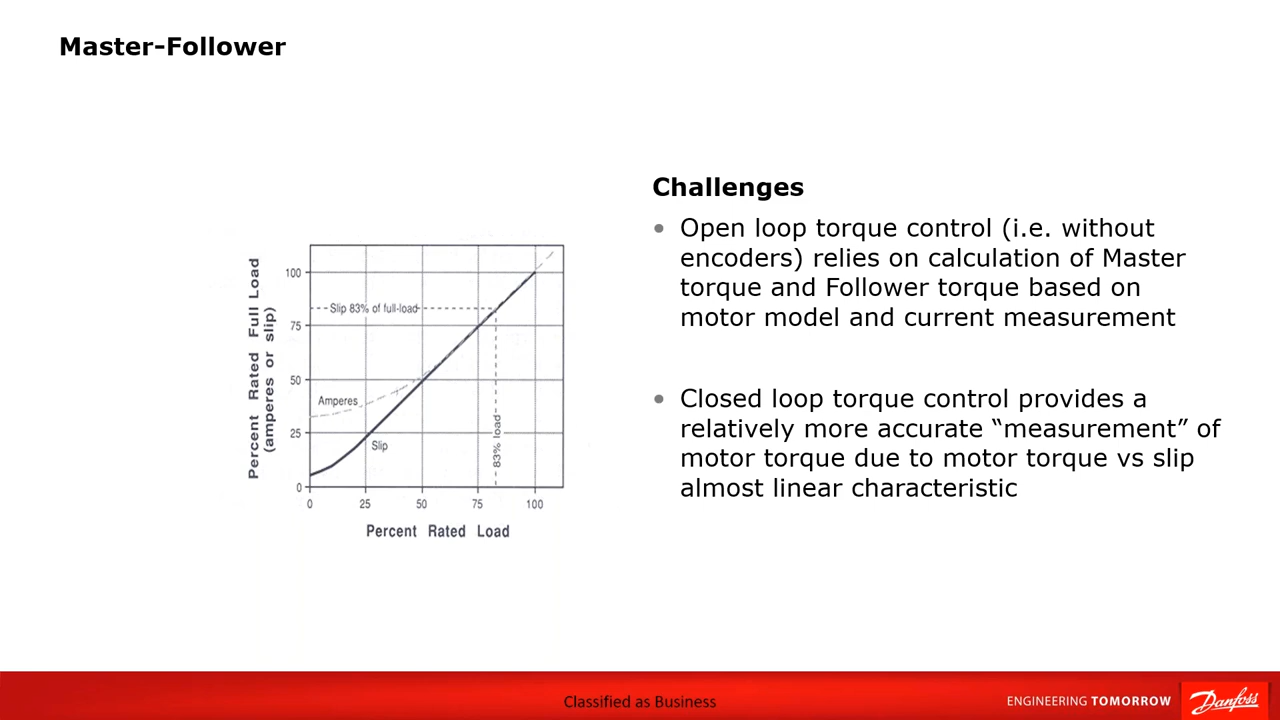 Master-Follower
Challenges
• Open loop torque control (i.e. without
encoders) relies on calculation of Master
torque and Follower torque based on
motor model and current measurement
• Closed loop torque control provides a
relatively more accurate “measurement” of
motor torque due to motor torque vs slip
almost linear characteristic
Percent Rated Full Load
(amperes or slip)
100
75
50
25
0
Slip 83% of full-load
Amperes
Slip
83% load
0 25 50 75 100
Percent Rated Load
Classified as Business
ENGINEERING TOMORROW
Danfoss